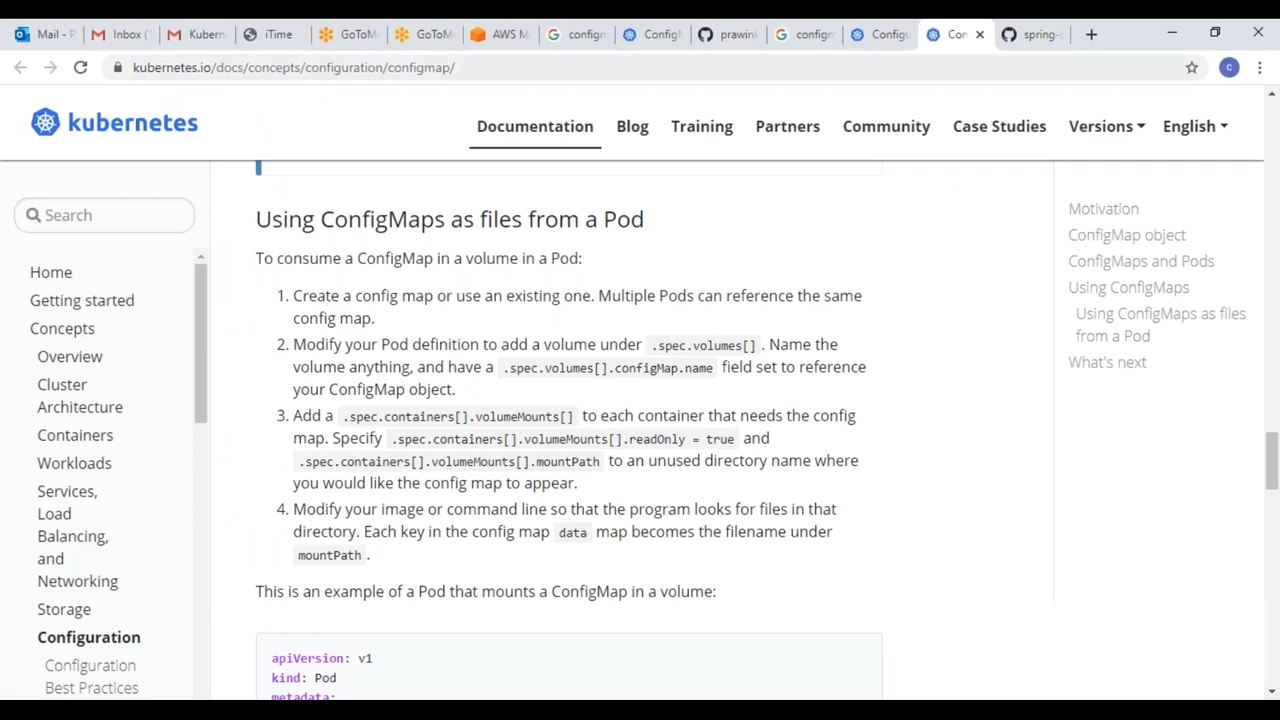 Mail - P
Inbox (
Kubern
iTime
GoToMe
GoToMe
AWS M
configm
ConfigM
prawink
configm
Configu
Con
spring-
kubernetes.io/docs/concepts/configuration/configmap/
C
kubernetes
Documentation
Blog
Training
Partners
Community
Case Studies
Versions
English
Search
Home
Getting started
Concepts
Overview
Cluster
Architecture
Containers
Workloads
Services,
Load
Balancing,
and
Networking
Storage
Configuration
Configuration
Best Practices
Using ConfigMaps as files from a Pod
To consume a ConfigMap in a volume in a Pod:
1. Create a config map or use an existing one. Multiple Pods can reference the same
config map.
2. Modify your Pod definition to add a volume under .spec.volumes[] . Name the
volume anything, and have a .spec.volumes[].configMap.name field set to reference
your ConfigMap object.
3. Add a .spec.containers[].volumeMounts[] to each container that needs the config
map. Specify .spec.containers[].volumeMounts[].readOnly = true and
.spec.containers[].volumeMounts[].mountPath to an unused directory name where
you would like the config map to appear.
4. Modify your image or command line so that the program looks for files in that
directory. Each key in the config map data map becomes the filename under
mountPath .
This is an example of a Pod that mounts a ConfigMap in a volume:
apiVersion: v1
kind: Pod
metadata:
Motivation
ConfigMap object
ConfigMaps and Pods
Using ConfigMaps
Using ConfigMaps as files
from a Pod
What's next